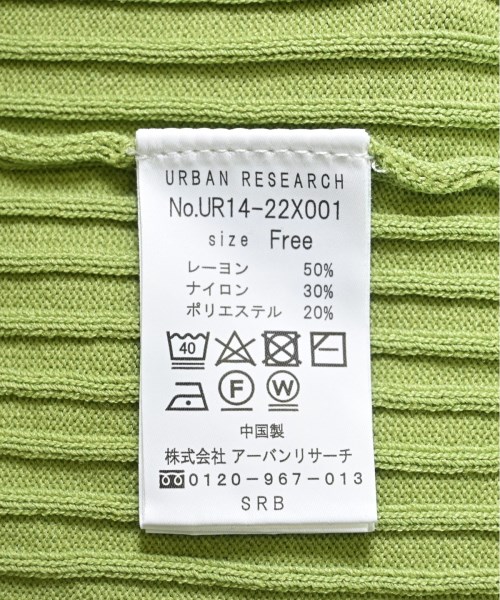 URBAN RESEARCH
No.UR14-22X001
size Free
レーヨン 50%
ナイロン 30%
ポリエステル 20%
40
F W
中国製
株式会社 アーバンリサーチ
0120-967-013
SRB